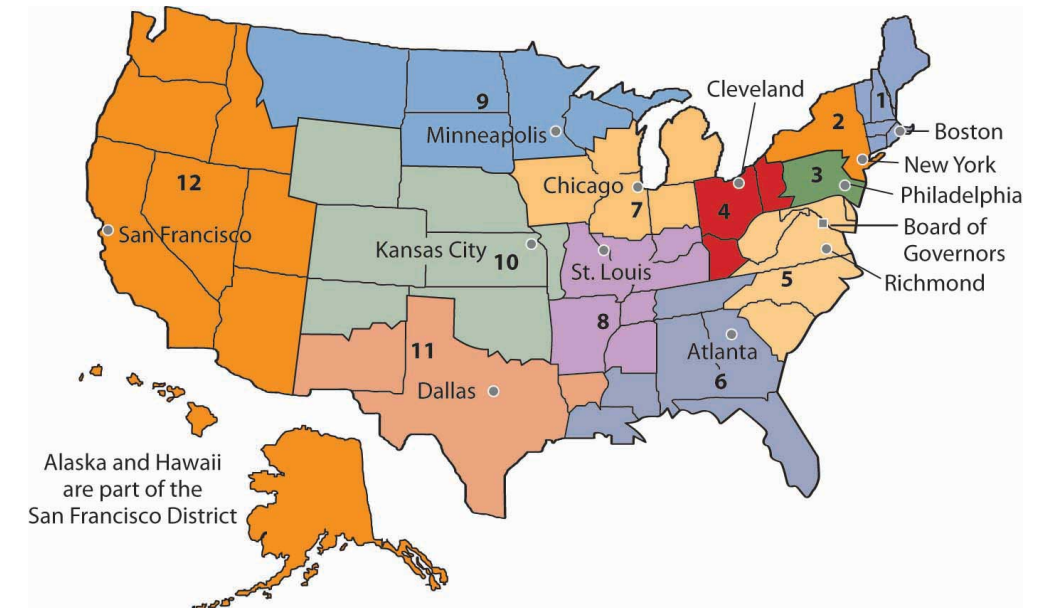 Cleveland
1
9
2
Boston
Minneapolis
New York
3
12
Chicago
Philadelphia
7
4
San Francisco
Board of
Governors
Kansas City
10
St. Louis
Richmond
5
8
11
Atlanta
6
Dallas
Alaska and Hawaii
are part of the
San Francisco District